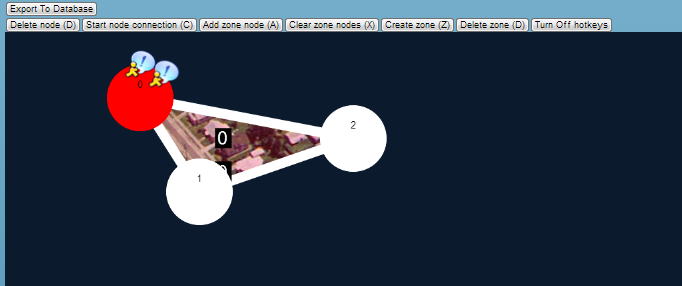 Export To Database
Delete node (D) Start node connection (C) Add zone node (A) Clear zone nodes (X) Create zone (Z) Delete zone (D) Turn Off hotkeys
0
2
0
1